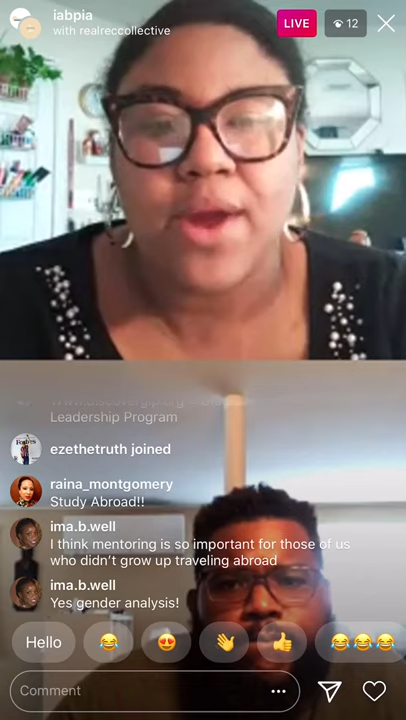 iabpia
with realreccollective
LIVE
12
Leadership Program
ezethetruth joined
raina_montgomery
Study Abroad!!
ima.b.well
I think mentoring is so important for those of us
who didn't grow up traveling abroad
ima.b.well
Yes gender analysis!
Hello
Comment